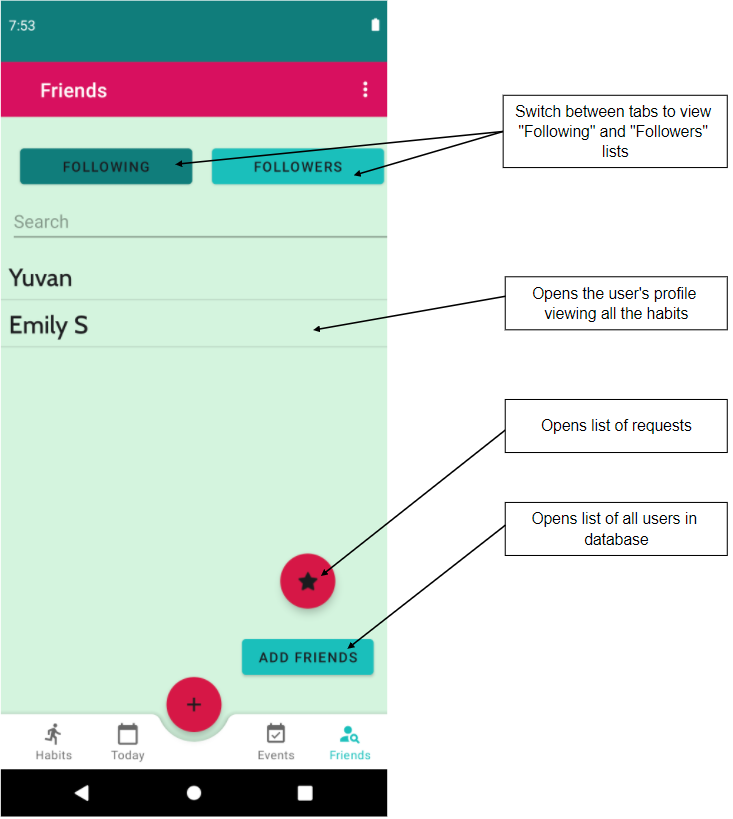 7:53
Friends
FOLLOWING
FOLLOWERS
Search
Yuvan
Emily S
ADD FRIENDS
Habits
Today
Events
Friends
Switch between tabs to view
"Following" and "Followers"
lists
Opens the user's profile
viewing all the habits
Opens list of requests
Opens list of all users in
database